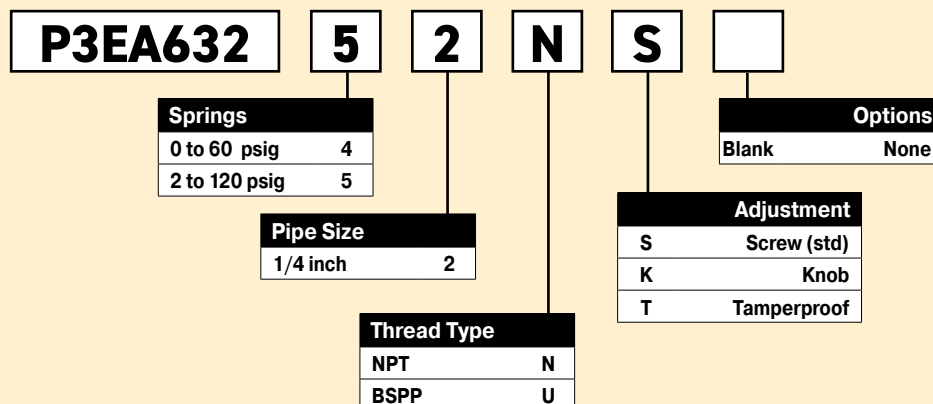 P3EA632 5 2 N S
Springs
0 to 60 psig 4
2 to 120 psig 5
Pipe Size
1/4 inch 2
Thread Type
NPT N
BSPP U
Adjustment
S Screw (std)
K Knob
T Tamperproof
Options
Blank None